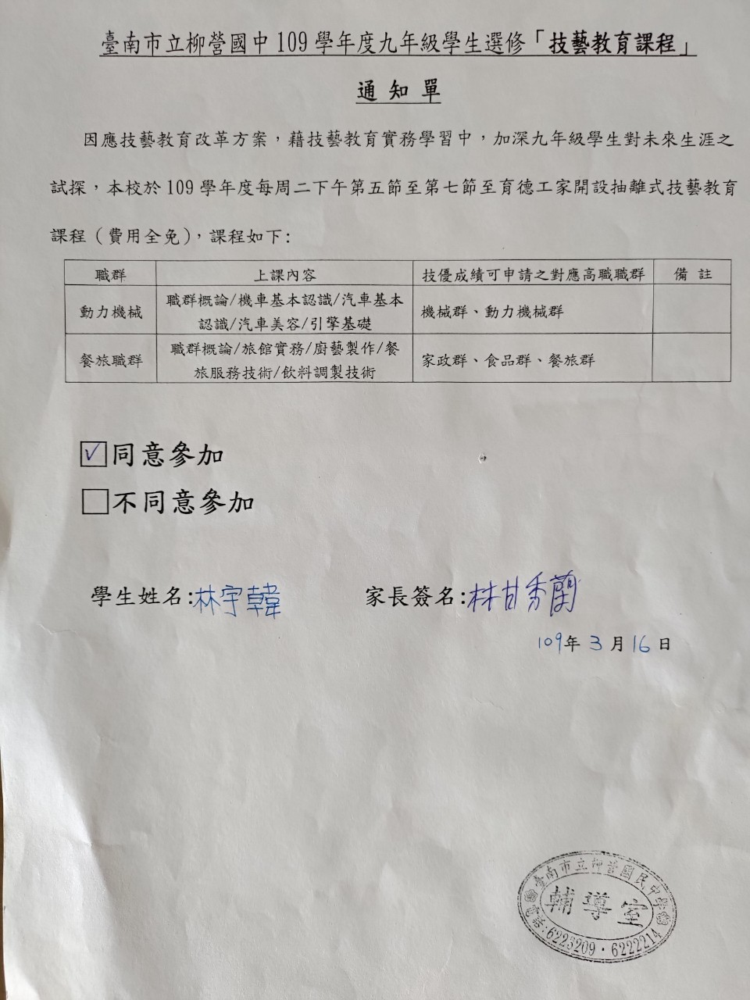 臺南市立柳營國中 109 學年度九年級學生選修「技藝教育課程」
通 知 單
因應技藝教育改革方案，藉技藝教育實務學習中，加深九年級學生對未來生涯之
試探，本校於 109 學年度每周二下午第五節至第七節至育德工家開設抽離式技藝教育
課程（費用全免），課程如下：
職群 上課內容 技優成績可申請之對應高職職群 備 註
動力機械 職群概論/機車基本認識/汽車基本 機械群、動力機械群
認識/汽車美容/引擎基礎
餐旅職群 職群概論/旅館實務/廚藝製作/餐 家政群、食品群、餐旅群
旅服務技術/飲料調製技術
☑同意參加
□不同意參加
學生姓名:林宇韓 家長簽名:林甘秀蘭
109年 3 月 16 日
臺南市立柳營國民中學
輔導室
電話:6223209・6222214